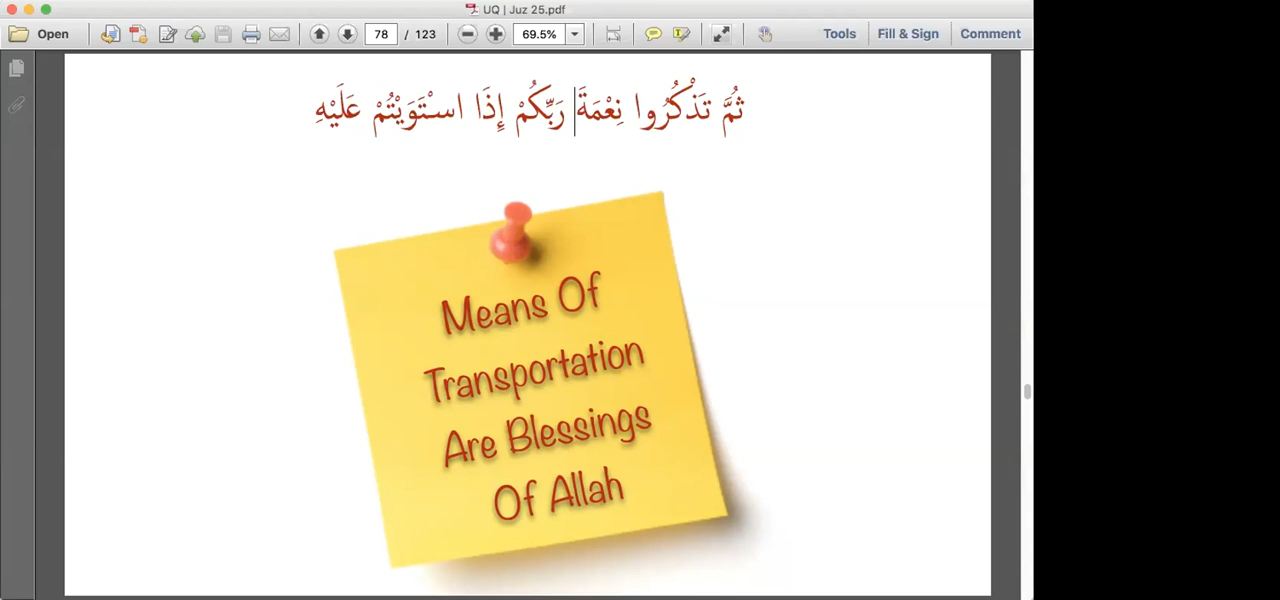 UQ | Juz 25.pdf
Open 78 / 123 69.5% Tools Fill & Sign Comment
ثُمَّ تَذْكُرُوا نِعْمَةَ رَبِّكُمْ إِذَا اسْتَوَيْتُمْ عَلَيْهِ
Means Of
Transportation
Are Blessings
Of Allah